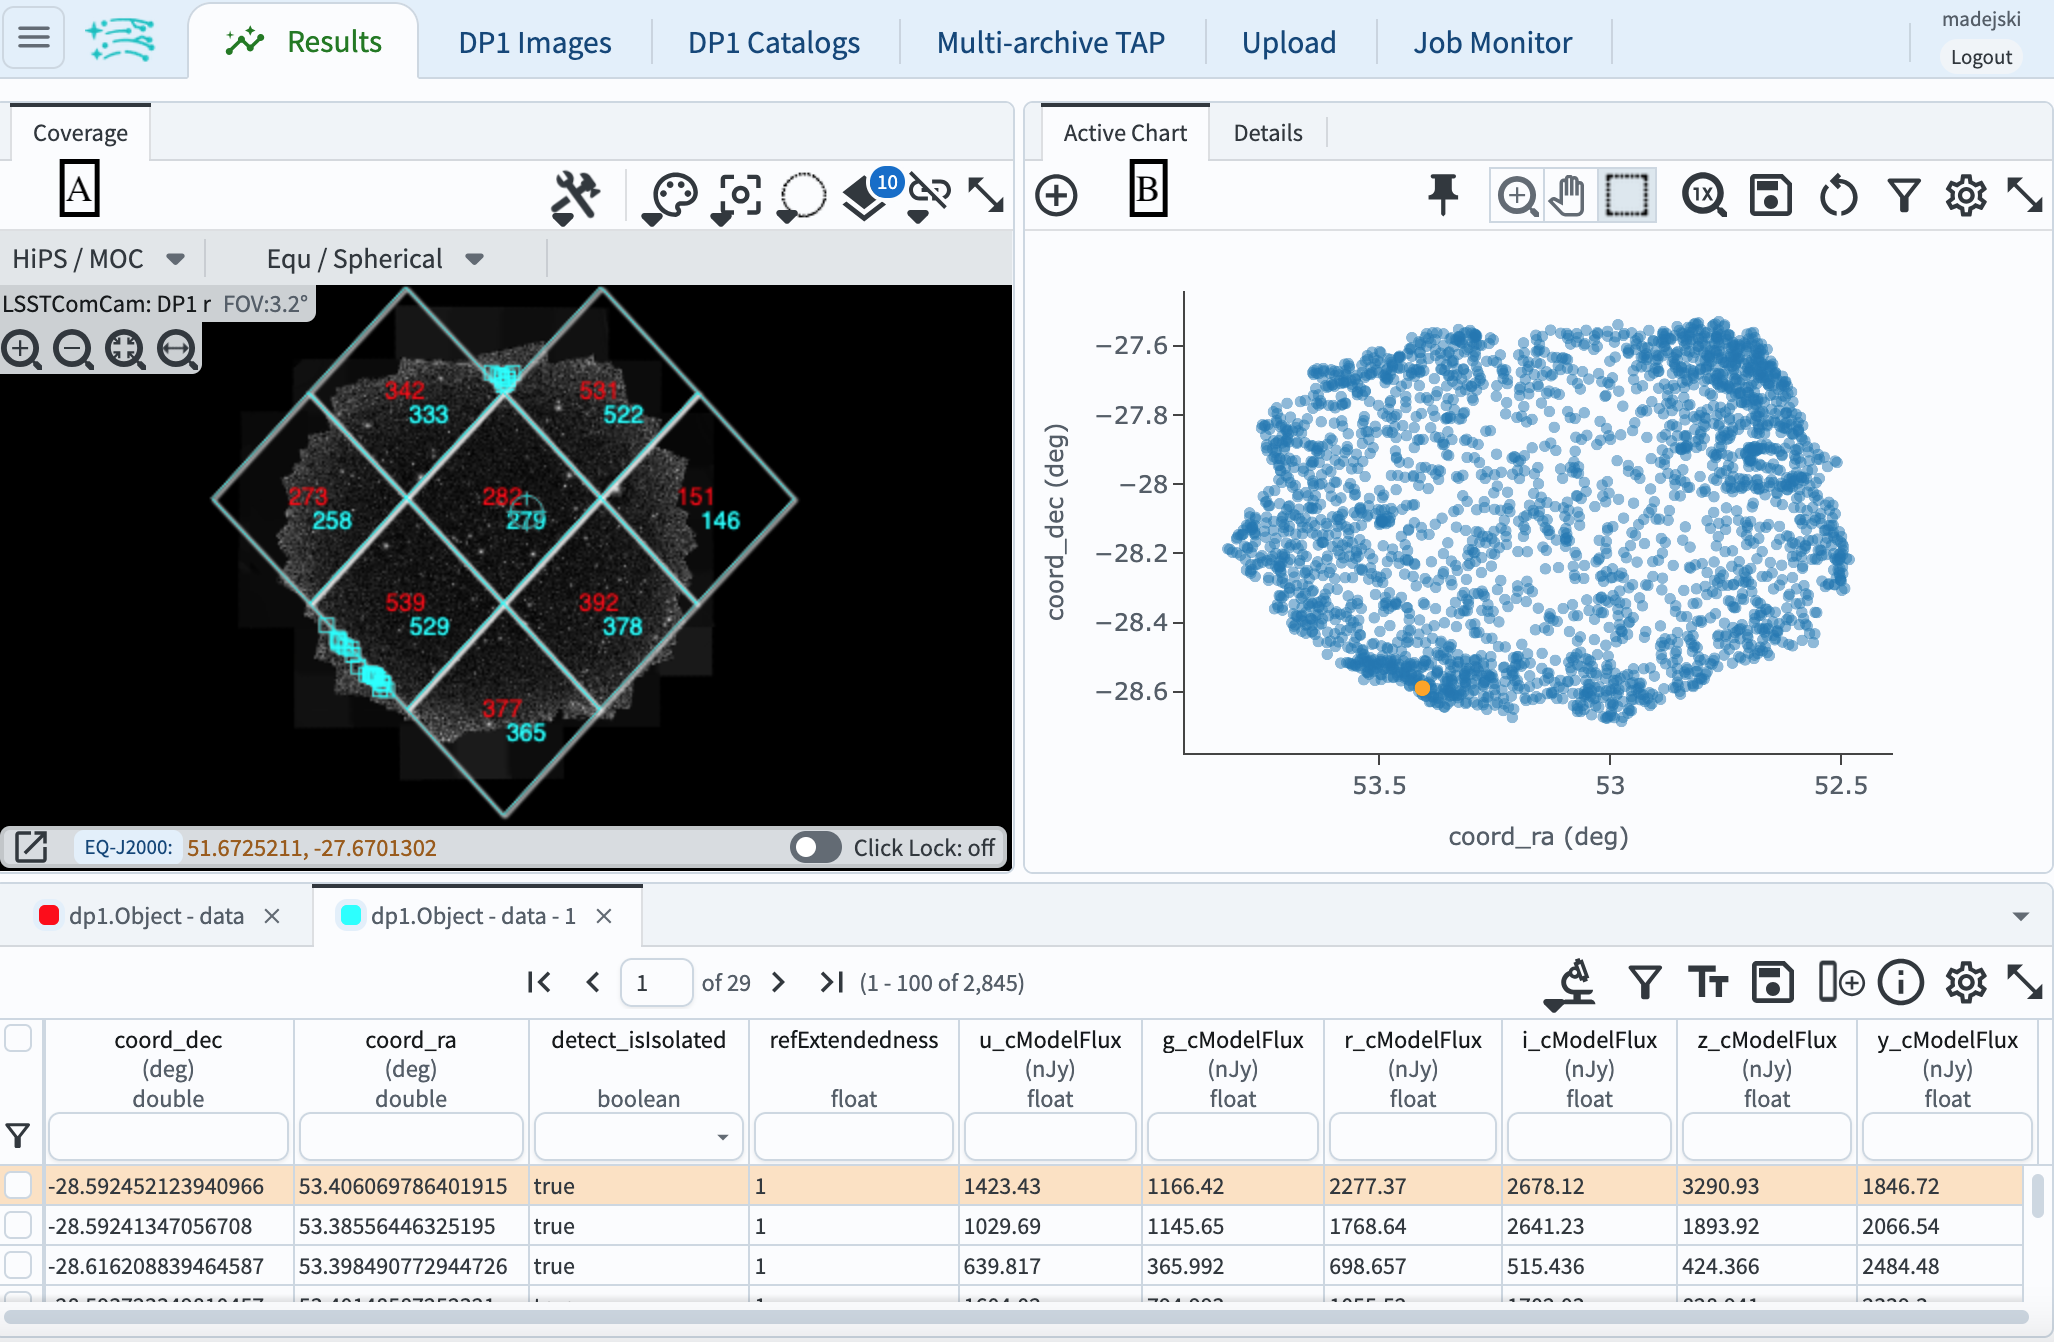 Results
DP1 Images
DP1 Catalogs
Multi-archive TAP
Upload
Job Monitor
madejski
Logout
Coverage
A
10
HiPS / MOC
Equ / Spherical
LSSTComCam: DP1 r FOV:3.2°
342
333
531
522
273
258
282
279
151
146
539
529
392
378
377
365
EQ-J2000: 51.6725211, -27.6701302
Click Lock: off
Active Chart
Details
B
1X
−27.6
−27.8
−28
−28.2
−28.4
−28.6
coord_dec (deg)
53.5
53
52.5
coord_ra (deg)
dp1.Object - data
dp1.Object - data - 1
1 of 29 (1 - 100 of 2,845)
coord_dec coord_ra detect_isIsolated refExtendedness u_cModelFlux g_cModelFlux r_cModelFlux i_cModelFlux z_cModelFlux y_cModelFlux
(deg) (deg) (nJy) (nJy) (nJy) (nJy) (nJy) (nJy)
double double boolean float float float float float float float
-28.592452123940966 53.406069786401915 true 1 1423.43 1166.42 2277.37 2678.12 3290.93 1846.72
-28.59241347056708 53.38556446325195 true 1 1029.69 1145.65 1768.64 2641.23 1893.92 2066.54
-28.616208839464587 53.398490772944726 true 1 639.817 365.992 698.657 515.436 424.366 2484.48